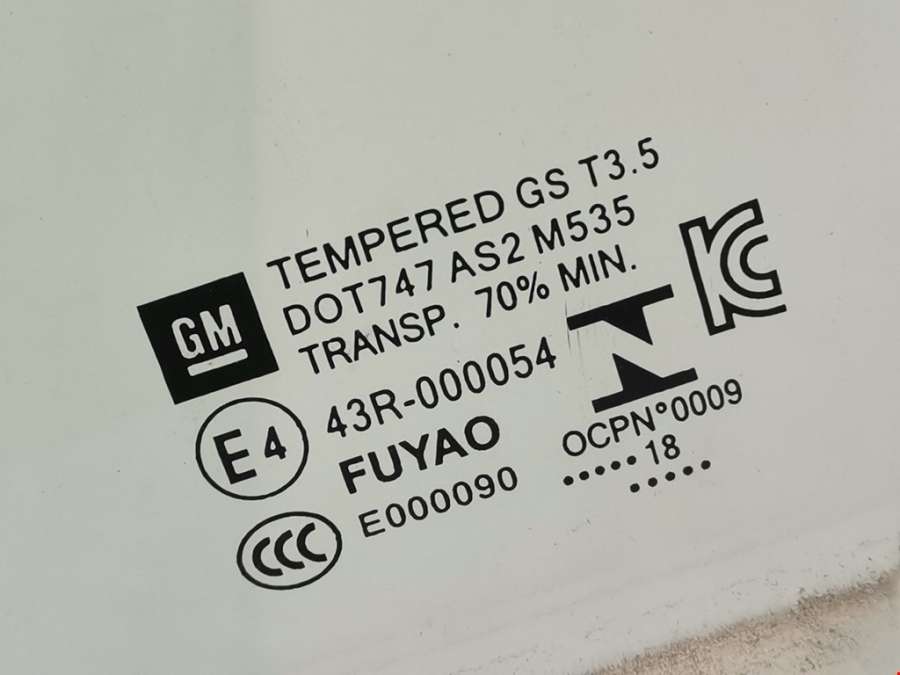 GM
TEMPERED GS T3.5
DOT747 AS2 M535
TRANSP. 70% MIN.
E4
43R-000054
FUYAO
CCC
E000090
KC
OCPN°0009
.....18
.....